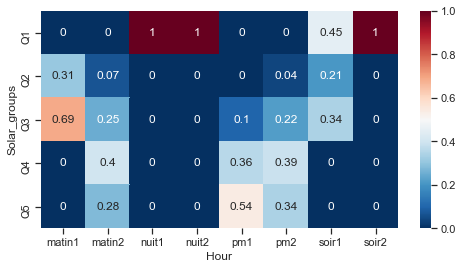 Solar_groups
Q1 0 0 1 1 0 0 0.45 1
Q2 0.31 0.07 0 0 0 0.04 0.21 0
Q3 0.69 0.25 0 0 0.1 0.22 0.34 0
Q4 0 0.4 0 0 0.36 0.39 0 0
Q5 0 0.28 0 0 0.54 0.34 0 0
matin1 matin2 nuit1 nuit2 pm1 pm2 soir1 soir2
Hour
1.0
0.8
0.6
0.4
0.2
0.0